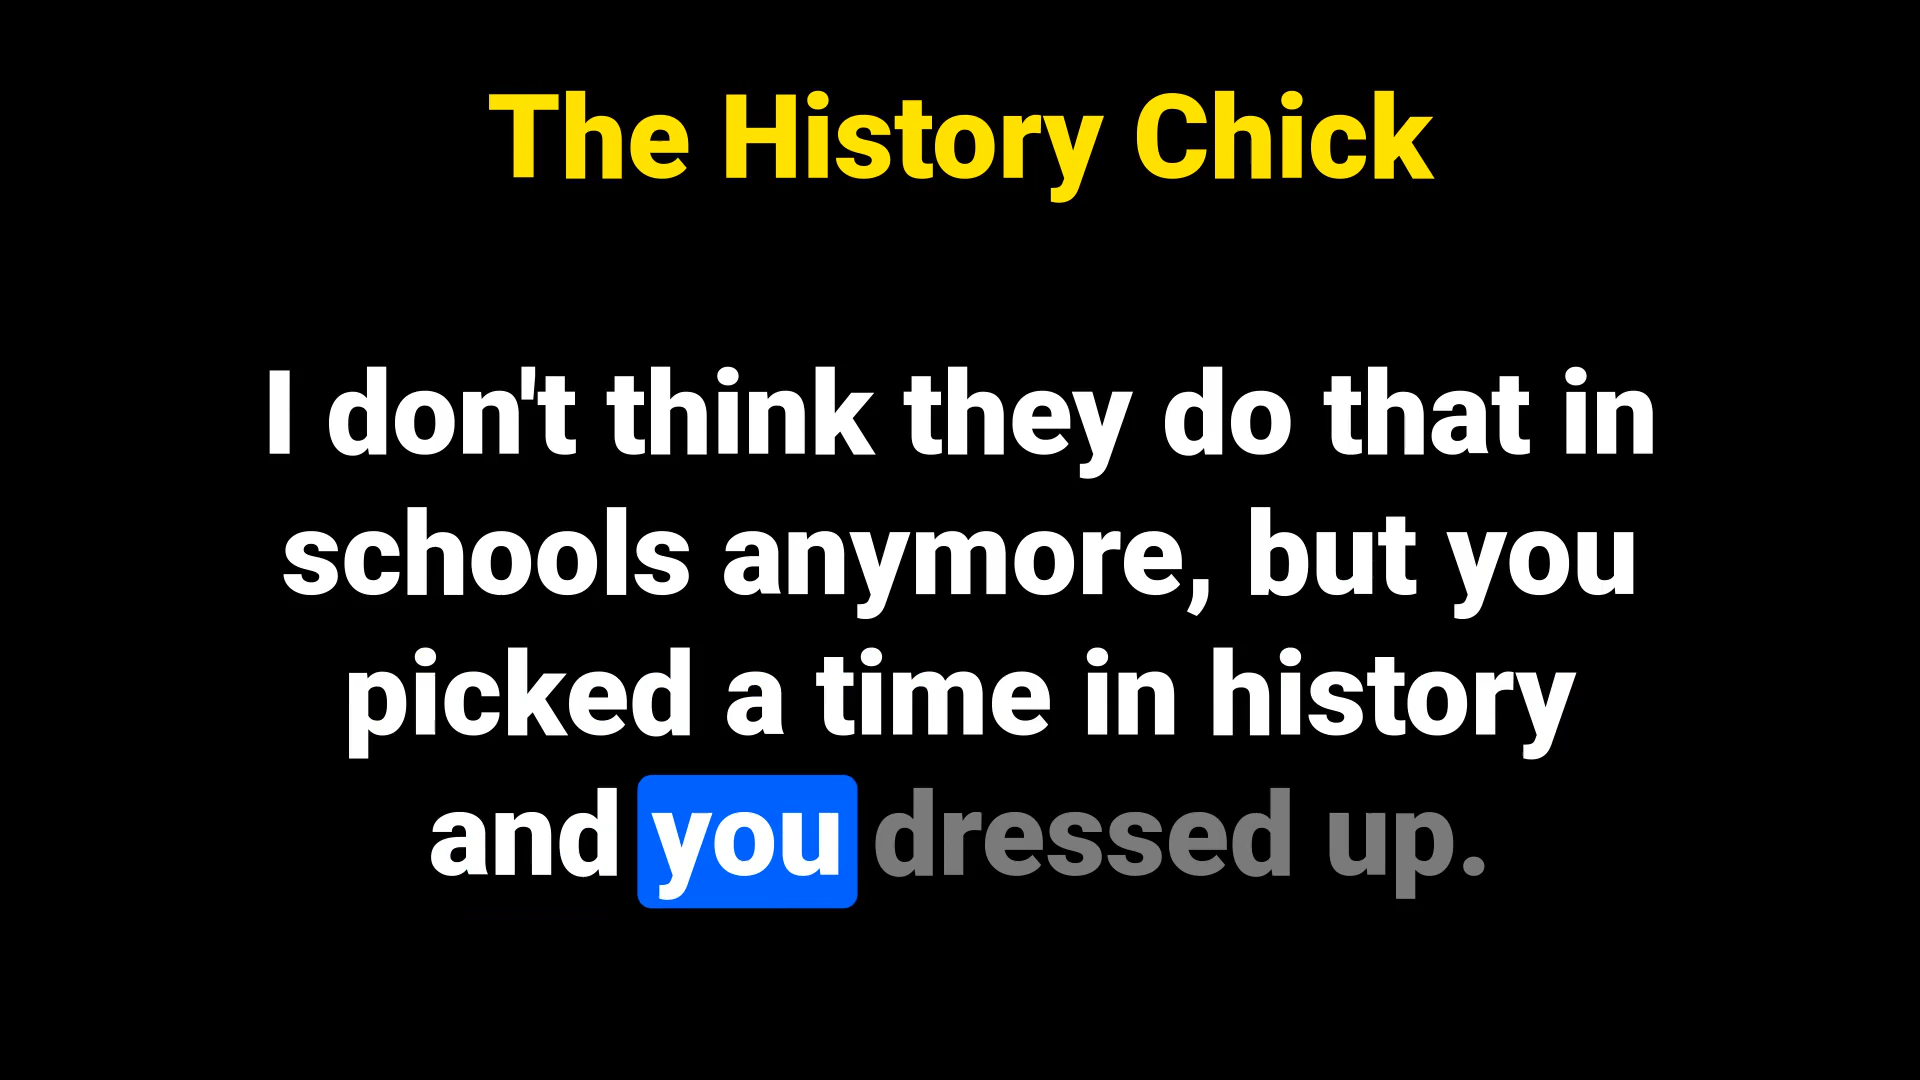 The History Chick
I don't think they do that in
schools anymore, but you
picked a time in history
and you dressed up.